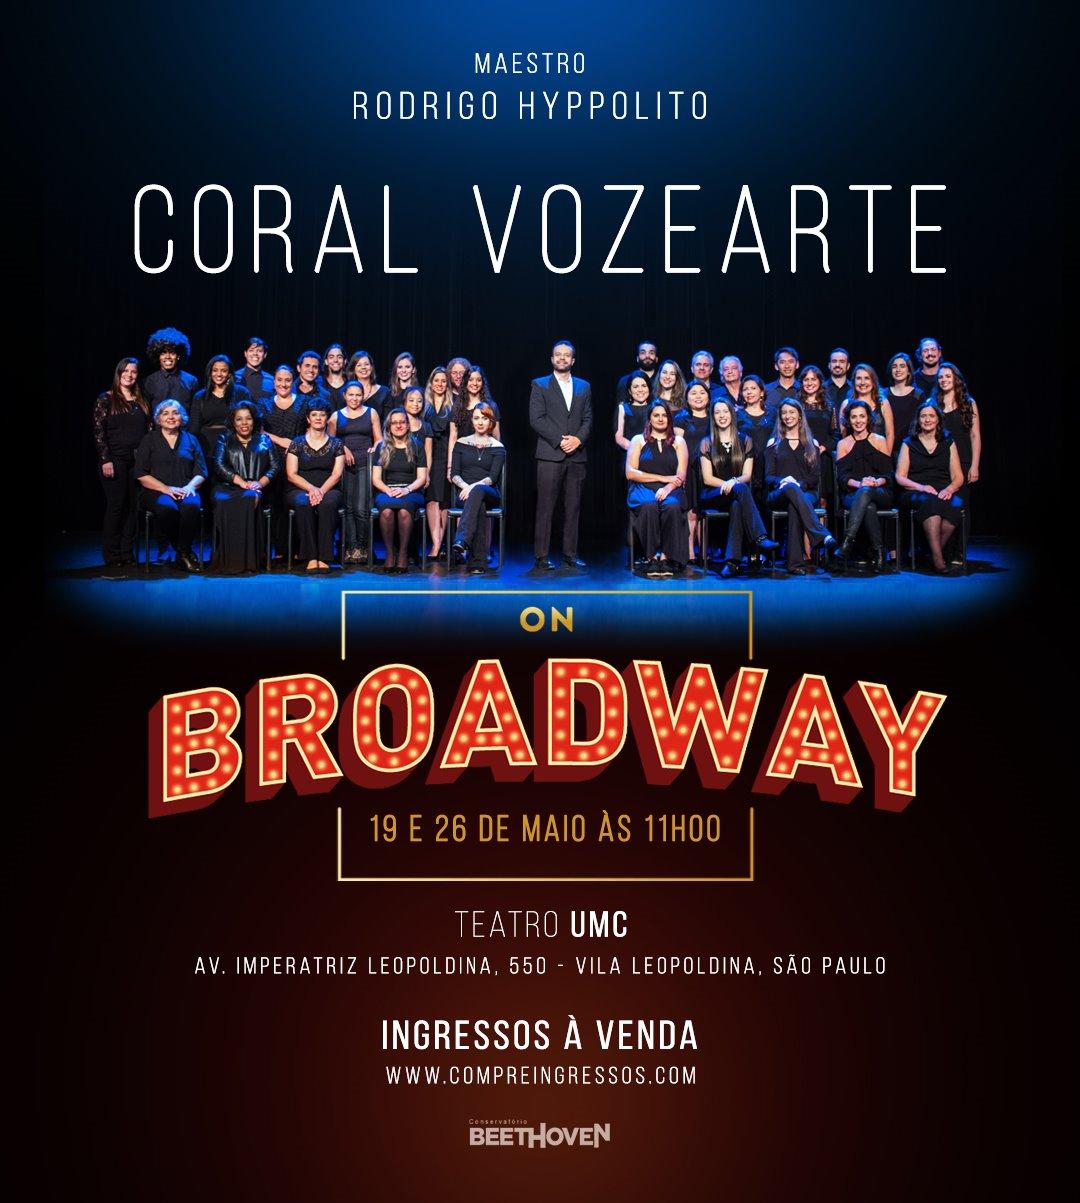 MAESTRO
RODRIGO HYPPOLITO
CORAL VOZEARTE
ON
BROADWAY
19 E 26 DE MAIO ÀS 11H00
TEATRO UMC
AV. IMPERATRIZ LEOPOLDINA, 550 - VILA LEOPOLDINA, SÃO PAULO
INGRESSOS À VENDA
WWW.COMPREINGRESSOS.COM
Conservatório
BEETHOVEN